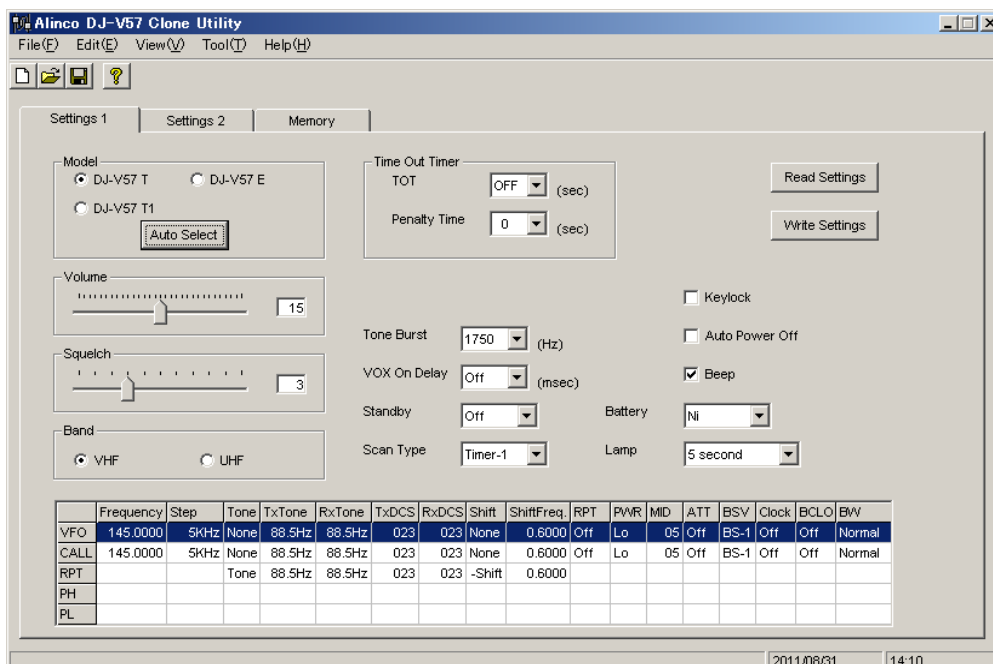 Alinco DJ-V57 Clone Utility
File(F) Edit(E) View(V) Tool(T) Help(H)
Settings 1 Settings 2 Memory
Model
DJ-V57 T DJ-V57 E
DJ-V57 T1
Auto Select
Time Out Timer
TOT OFF (sec)
Penalty Time 0 (sec)
Read Settings
Write Settings
Volume
15
Squelch
3
Band
VHF UHF
Tone Burst 1750 (Hz)
VOX On Delay Off (msec)
Standby Off
Scan Type Timer-1
Keylock
Auto Power Off
Beep
Battery Ni
Lamp 5 second
Frequency Step Tone TxTone RxTone TxDCS RxDCS Shift ShiftFreq. RPT PWR MID ATT BSV Clock BCLO BW
VFO 145.0000 5KHz None 88.5Hz 88.5Hz 023 023 None 0.6000 Off Lo 05 Off BS-1 Off Off Normal
CALL 145.0000 5KHz None 88.5Hz 88.5Hz 023 023 None 0.6000 Off Lo 05 Off BS-1 Off Off Normal
RPT Tone 88.5Hz 88.5Hz 023 023 -Shift 0.6000
PH
PL
2011/08/31 14:10